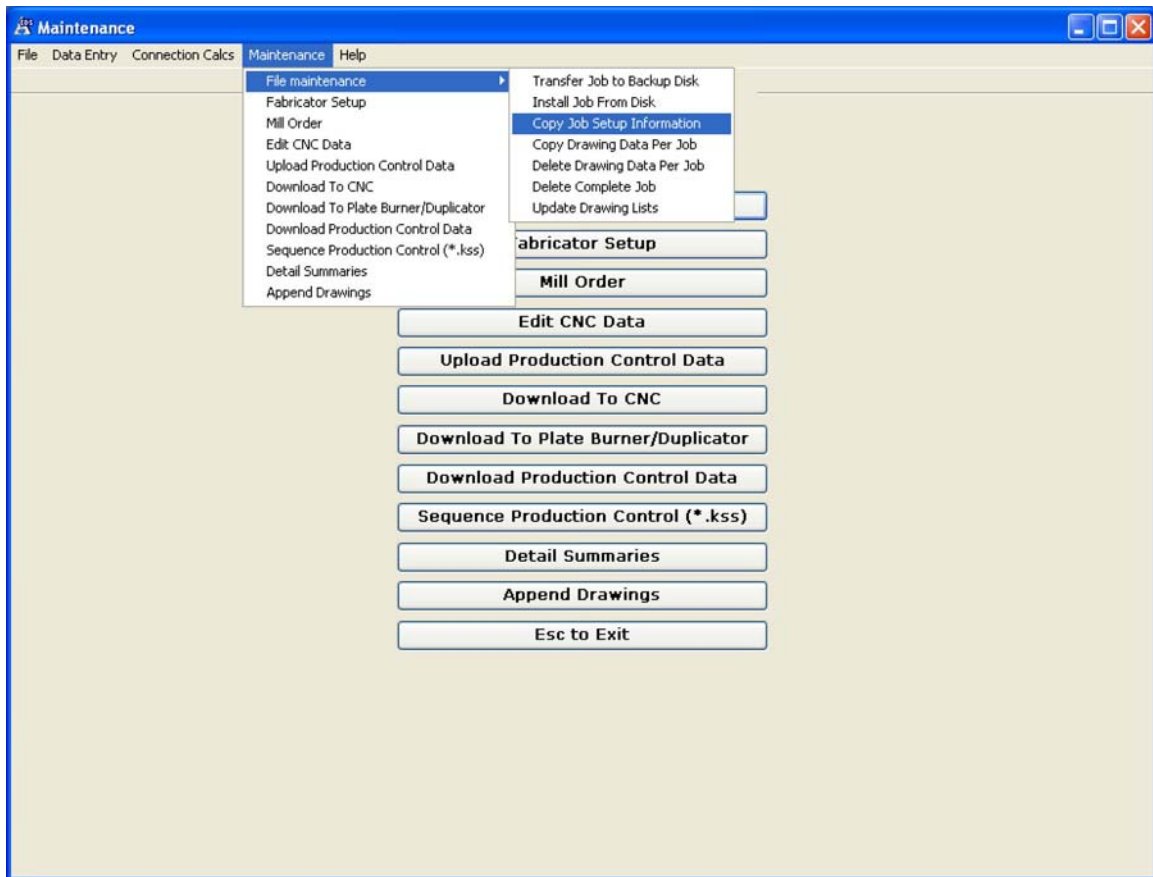 EDS
Maintenance
File Data Entry Connection Calcs Maintenance Help
File maintenance
Fabricator Setup
Mill Order
Edit CNC Data
Upload Production Control Data
Download To CNC
Download To Plate Burner/Duplicator
Download Production Control Data
Sequence Production Control (*.kss)
Detail Summaries
Append Drawings
Transfer Job to Backup Disk
Install Job From Disk
Copy Job Setup Information
Copy Drawing Data Per Job
Delete Drawing Data Per Job
Delete Complete Job
Update Drawing Lists
abricator Setup
Mill Order
Edit CNC Data
Upload Production Control Data
Download To CNC
Download To Plate Burner/Duplicator
Download Production Control Data
Sequence Production Control (*.kss)
Detail Summaries
Append Drawings
Esc to Exit